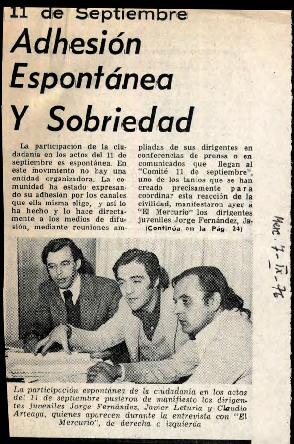 11 de Septiembre
Adhesión
Espontánea
Y Sobriedad
La participación de la ciu-
dadanía en los actos del 11 de
septiembre es espontánea. En
este movimiento no hay una
entidad organizadora. La co-
munidad ha estado expresan-
do su adhesión por los canales
que ella misma elige, y así lo
ha hecho y lo hace directa-
mente a los medios de difu-
sión, mediante reuniones am-
pliadas de sus dirigentes en
conferencias de prensa o en
comunicados que llegan al
"Comité 11 de septiembre",
uno de los tantos que se han
creado precisamente para
coordinar esta reacción de la
civilidad, manifestaron ayer a
"El Mercurio" los dirigentes
juveniles Jorge Fernández, Ja-
(Continúa en la Pág. 24)
Merc 7-IX-76
La participación espontánea de la ciudadanía en los actos
del 11 de septiembre pusieron de manifiesto los dirigen-
tes juveniles Jorge Fernández, Javier Leturia y Claudio
Arteaga, quienes aparecen durante la entrevista con "El
Mercurio", de derecha a izquierda